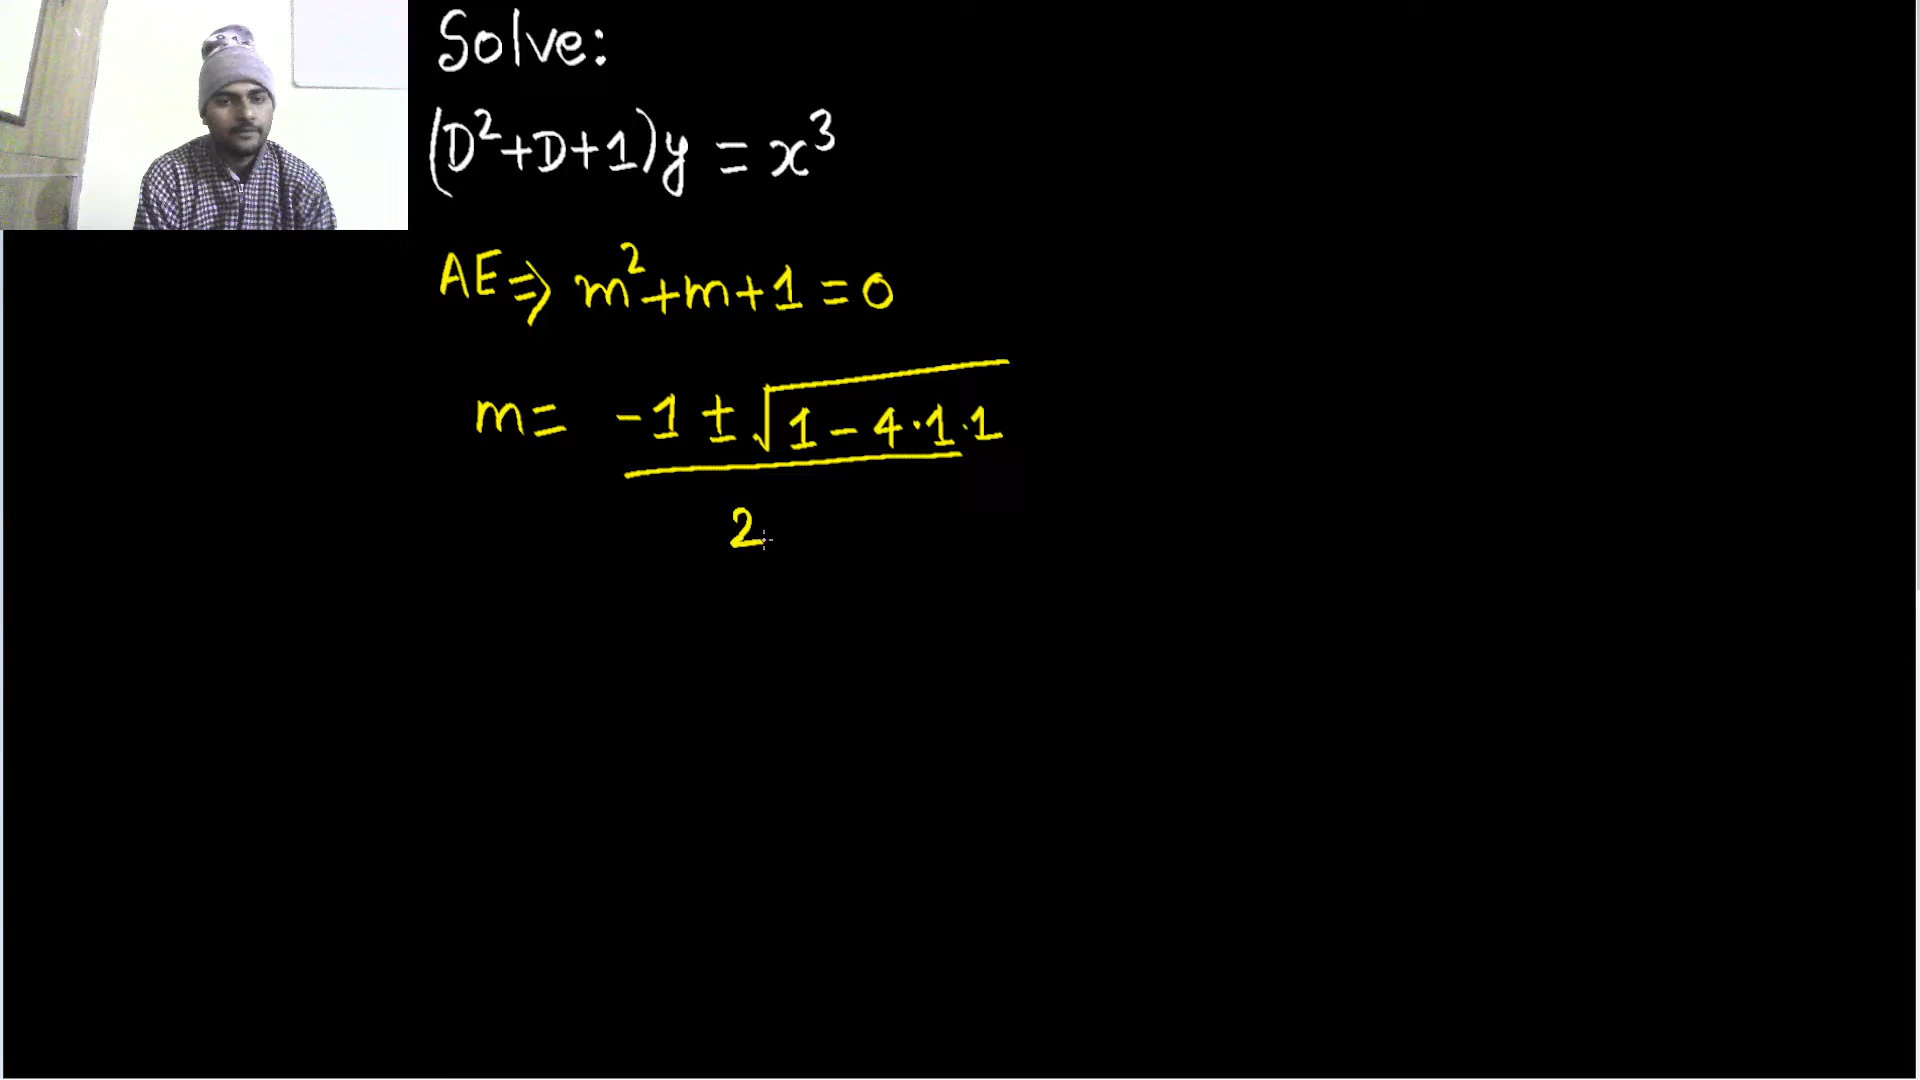 Solve:
(D²+D+1)y = x³
AE⇒ m²+m+1=0
m= -1 ± √1-4·1·1
2